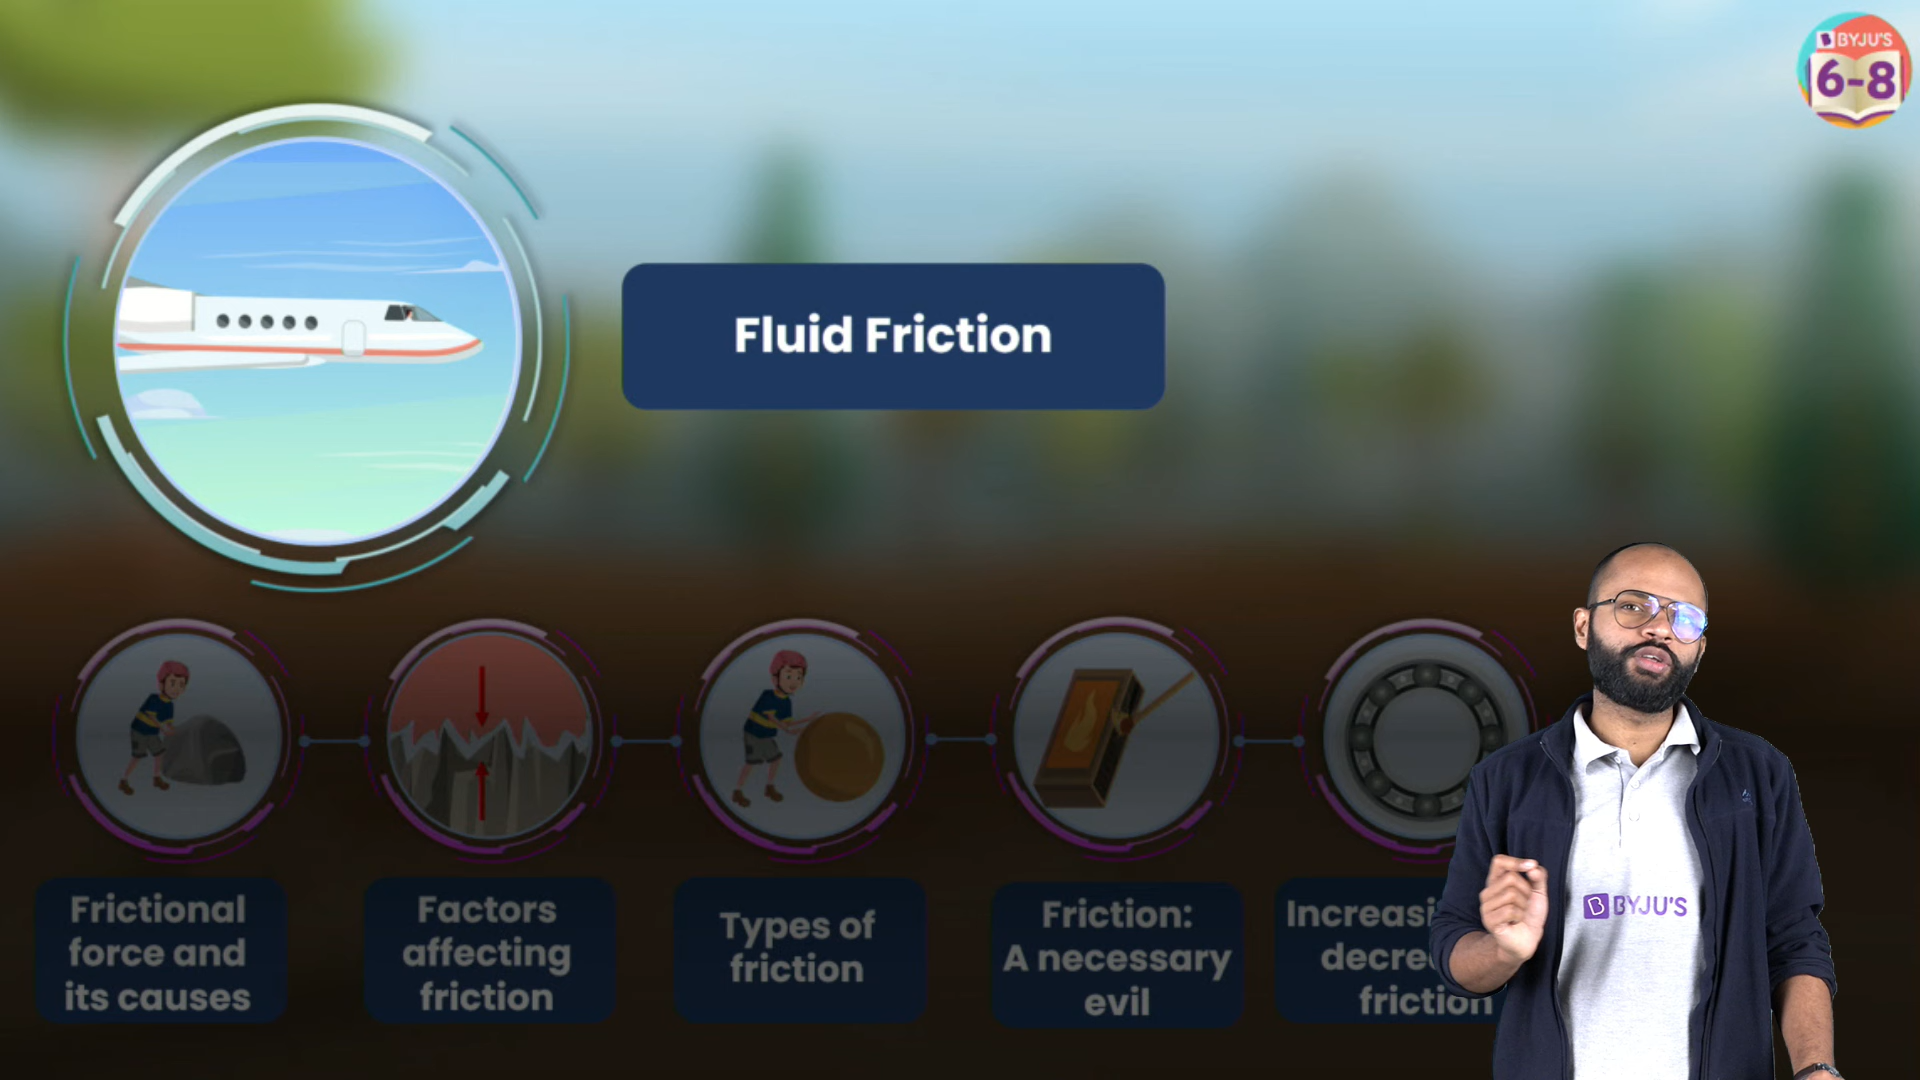 BYJU'S
6-8
Fluid Friction
Frictional
force and
its causes
Factors
affecting
friction
Types of
friction
Friction:
A necessary
evil
friction
BYJU'S